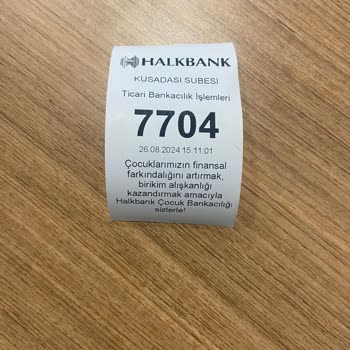 HALKBANK
KUSADASI SUBESİ
Ticari Bankacılık İşlemleri
7704
26.08.2024 15:11:01
Çocuklarımızın finansal
farkındalığını artırmak,
birikim alışkanlığı
kazandırmak amacıyla
Halkbank Çocuk Bankacılığı
sizlerle!